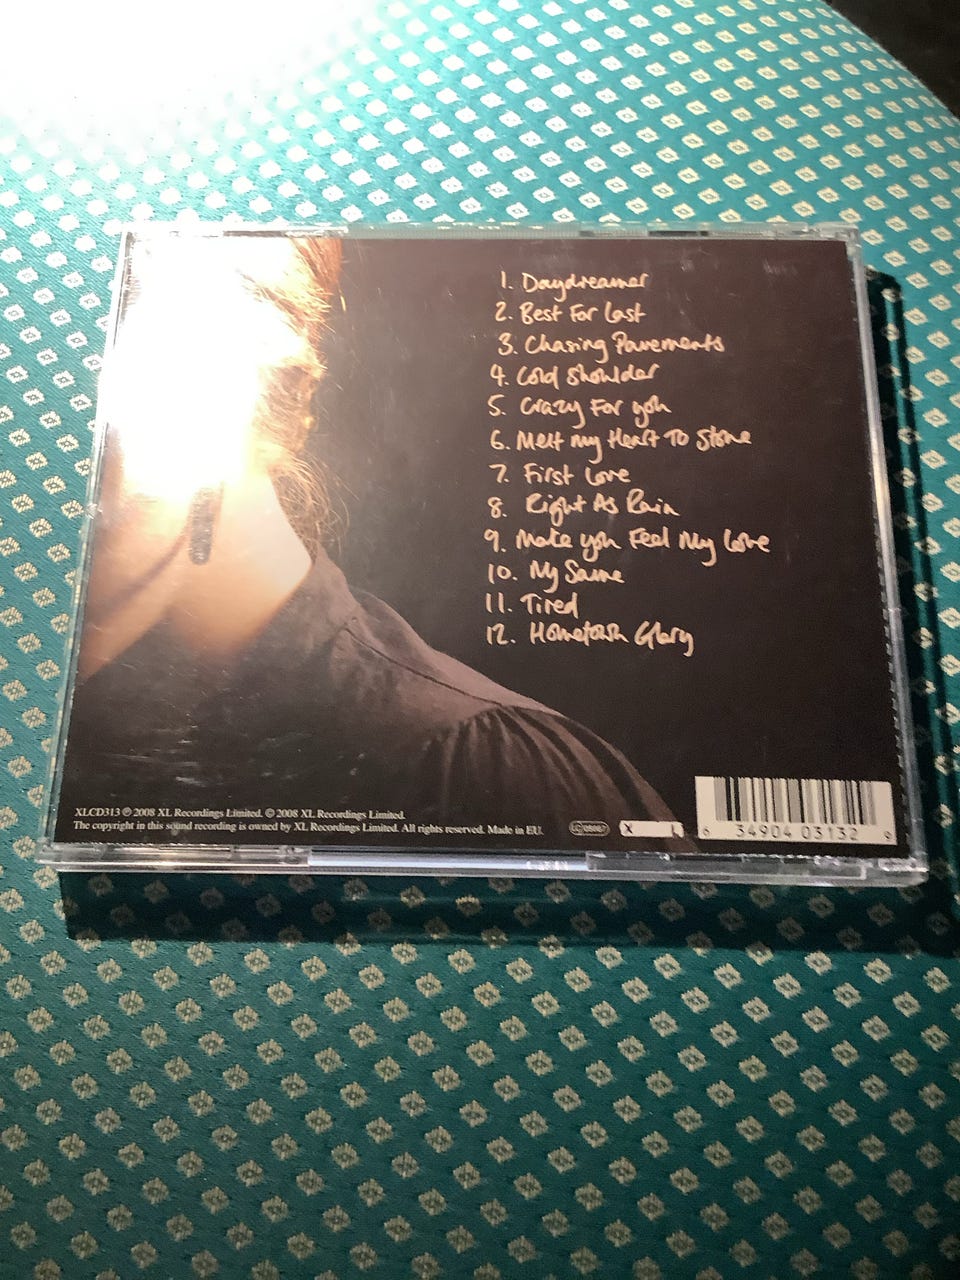 1. Daydreamer
2. Best For Last
3. Chasing Pavements
4. Cold Shoulder
5. Crazy For you
6. Melt my Heart To Stone
7. First Love
8. Right As Rain
9. Make you Feel My Love
10. My Same
11. Tired
12. Hometown Glory
XLCD313 ℗ 2008 XL Recordings Limited. © 2008 XL Recordings Limited.
The copyright in this sound recording is owned by XL Recordings Limited. All rights reserved. Made in EU.
6 34904 03132 9